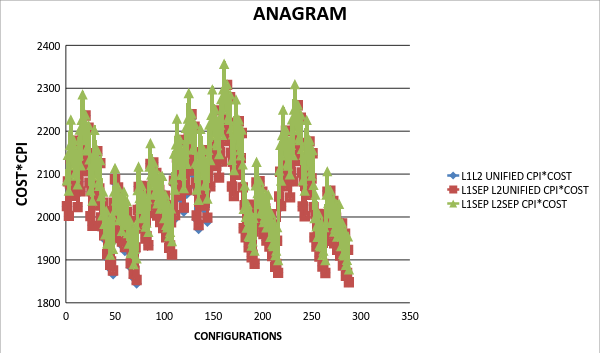 ANAGRAM
2400
2300
2200
2100
2000
1900
1800
COST*CPI
0 50 100 150 200 250 300 350
CONFIGURATIONS
L1L2 UNIFIED CPI*COST
L1SEP L2UNIFIED CPI*COST
L1SEP L2SEP CPI*COST